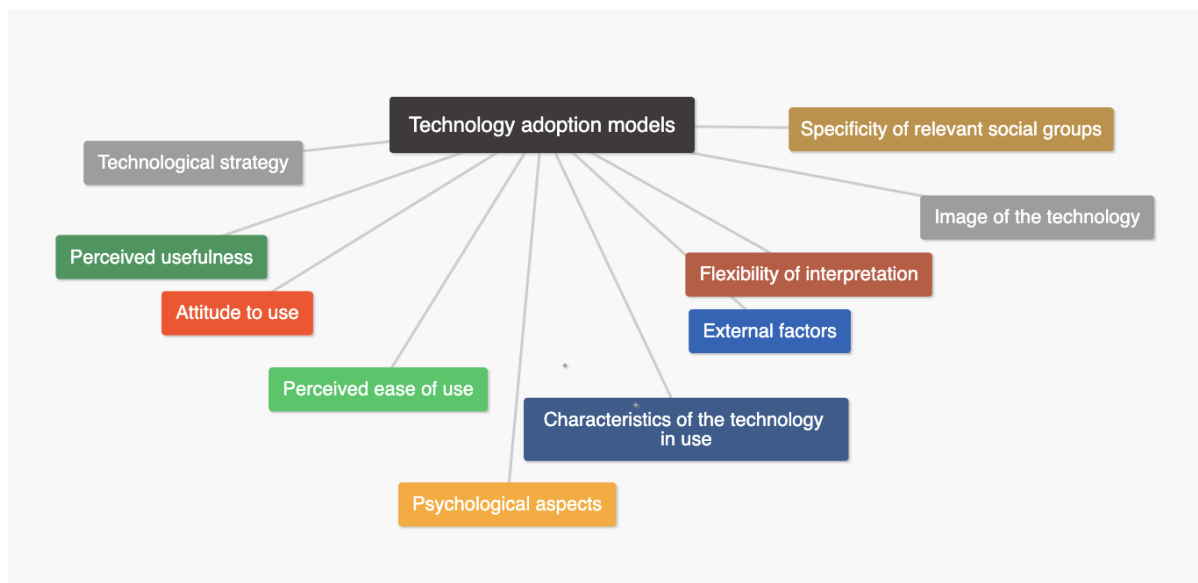 Technology adoption models
Specificity of relevant social groups
Technological strategy
Image of the technology
Perceived usefulness
Flexibility of interpretation
Attitude to use
External factors
Perceived ease of use
Characteristics of the technology
in use
Psychological aspects